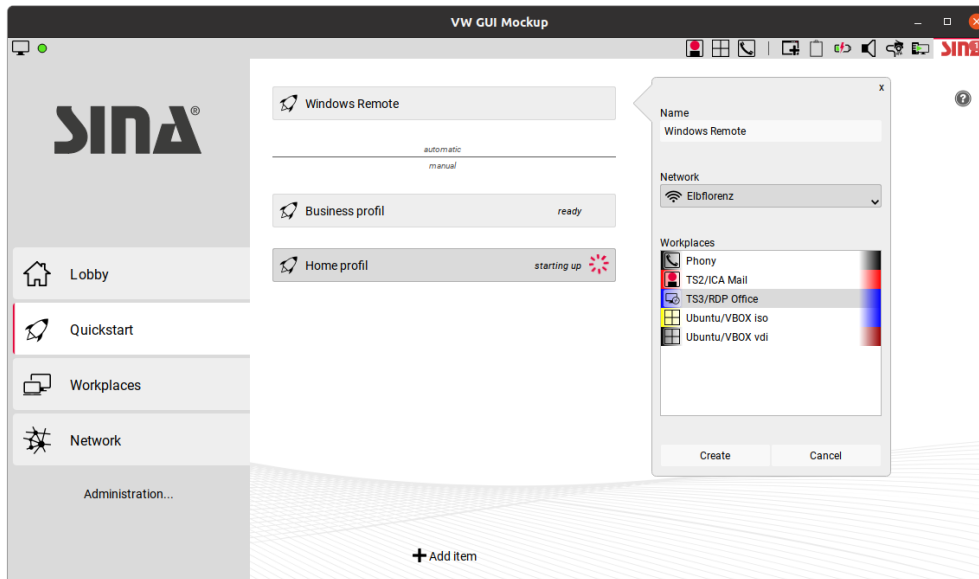 VW GUI Mockup
SINA
SINA®
Lobby
Quickstart
Workplaces
Network
Administration...
Windows Remote
automatic
manual
Business profil
ready
Home profil
starting up
Add item
x
Name
Windows Remote
Network
Elbflorenz
Workplaces
Phony
TS2/ICA Mail
TS3/RDP Office
Ubuntu/VBOX iso
Ubuntu/VBOX vdi
Create
Cancel
?